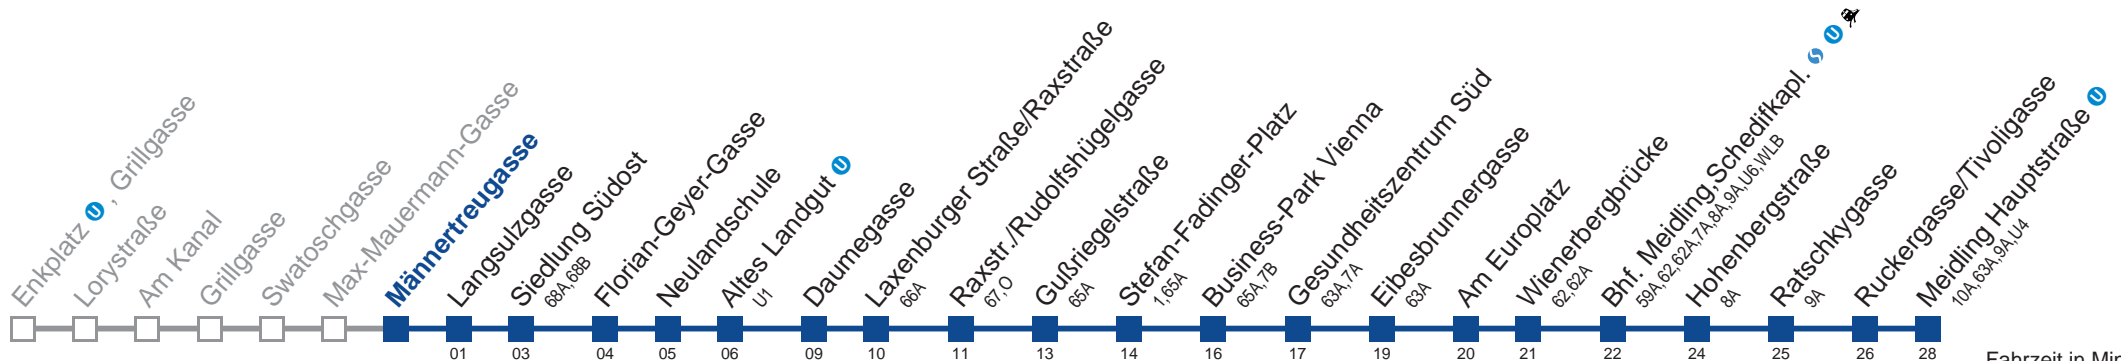 Enkplatz U, Grillgasse
Lorystraße
Am Kanal
Grillgasse
Swatoschgasse
Max-Mauermann-Gasse
Männertreugasse
Langsulzgasse
01
Siedlung Südost
68A,68B
03
Florian-Geyer-Gasse
04
Neulandschule
05
Altes Landgut U
U1
06
Daumegasse
09
Laxenburger Straße/Raxstraße
66A
10
Raxstr./Rudolfshügelgasse
67,O
11
Gußriegelstraße
65A
13
Stefan-Fadinger-Platz
1,65A
14
Business-Park Vienna
65A,7B
16
Gesundheitszentrum Süd
63A,7A
17
Eibesbrunnergasse
63A
19
Am Europlatz
20
Wienerbergbrücke
62,62A
21
Bhf. Meidling,Schedifkapl. S U
59A,62,62A,7A,8A,9A,U6,WLB
22
Hohenbergstraße
8A
24
Ratschkygasse
9A
25
Ruckergasse/Tivoligasse
26
Meidling Hauptstraße U
10A,63A,9A,U4
28
Fahrzeit in Min